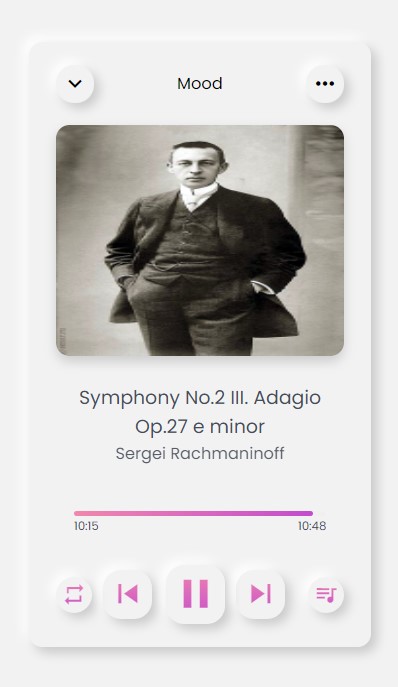 Mood
Symphony No.2 III. Adagio
Op.27 e minor
Sergei Rachmaninoff
10:15 10:48